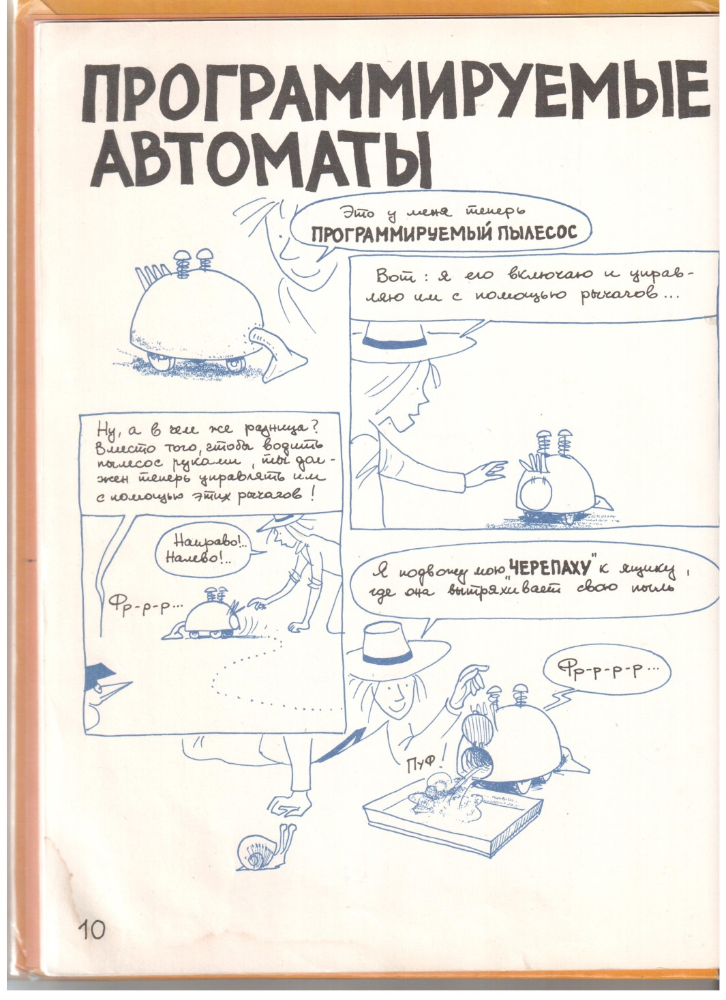 ПРОГРАММИРУЕМЫЕ
АВТОМАТЫ
Это у меня теперь
ПРОГРАММИРУЕМЫЙ ПЫЛЕСОС
Вот: я его включаю и управ-
ляю им с помощью рычагов...
Ну, а в чем же разница?
Вместо того, чтобы водить
пылесос руками, ты дол-
жен теперь управлять им
с помощью этих рычагов!
Направо!..
Налево!..
Фр-р-р...
Я подвожу мою „ЧЕРЕПАХУ" к ящику,
где она вытряхивает свою пыль
Фр-р-р-р...
ПУФ!
10